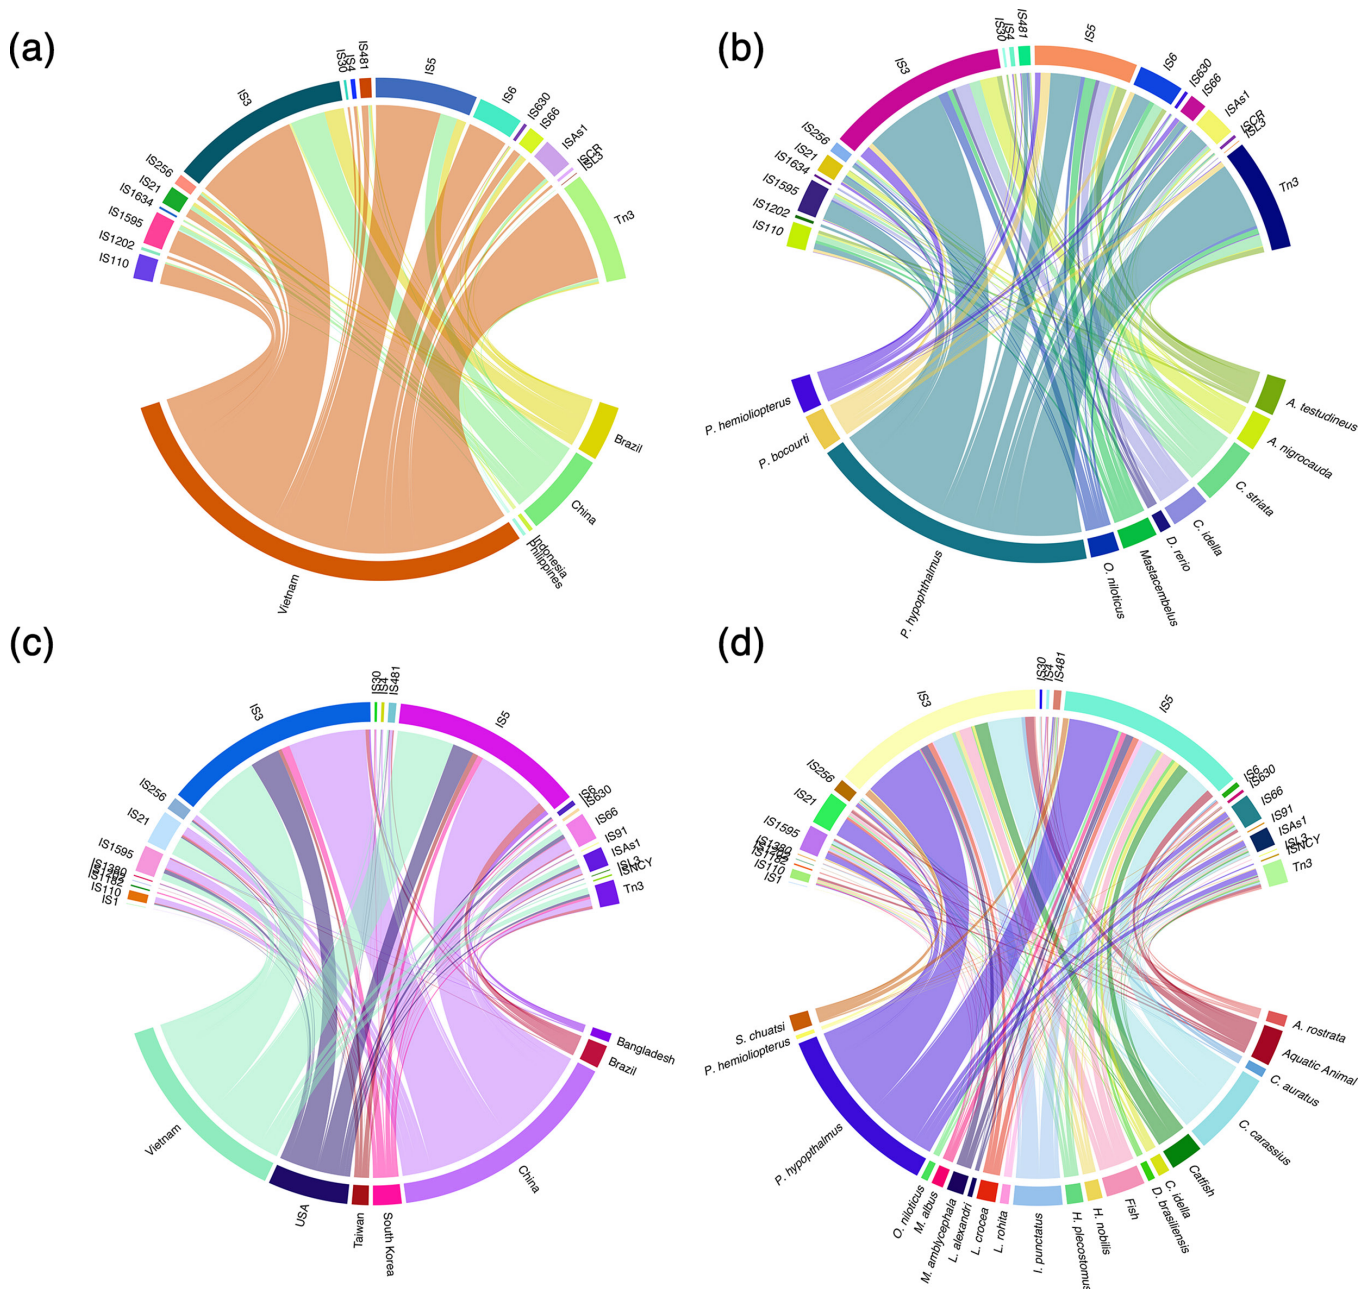 (a)
IS110
IS1202
IS1595
IS1634
IS21
IS256
IS3
IS30
IS4
IS481
IS5
IS6
IS630
IS66
ISAs1
ISCR
ISL3
Tn3
Brazil
China
Indonesia
Philippines
Vietnam
(b)
IS110
IS1202
IS1595
IS1634
IS21
IS256
IS3
IS30
IS4
IS481
IS5
IS6
IS630
IS66
ISAs1
ISCR
ISL3
Tn3
A. testudineus
A. nigrocauda
C. striata
C. idella
D. rerio
Mastacembelus
O. niloticus
P. hypophthalmus
P. bocourti
P. hemioliopterus
(c)
IS1
IS110
IS1182
IS1380
IS1595
IS21
IS256
IS3
IS30
IS4
IS481
IS5
IS6
IS630
IS66
IS91
ISAs1
ISL3
ISNCY
Tn3
Bangladesh
Brazil
China
South Korea
Taiwan
USA
Vietnam
(d)
IS1
IS110
IS1182
IS1380
IS1595
IS21
IS256
IS3
IS30
IS4
IS481
IS5
IS6
IS630
IS66
IS91
ISAs1
ISL3
ISNCY
Tn3
A. rostrata
Aquatic Animal
C. auratus
C. carassius
Catfish
C. idella
D. brasiliensis
Fish
H. nobilis
H. plecostomus
I. punctatus
L. rohita
L. crocea
L. alexandri
M. amblycephala
M. albus
O. niloticus
P. hypopthalmus
P. hemioliopterus
S. chuatsi